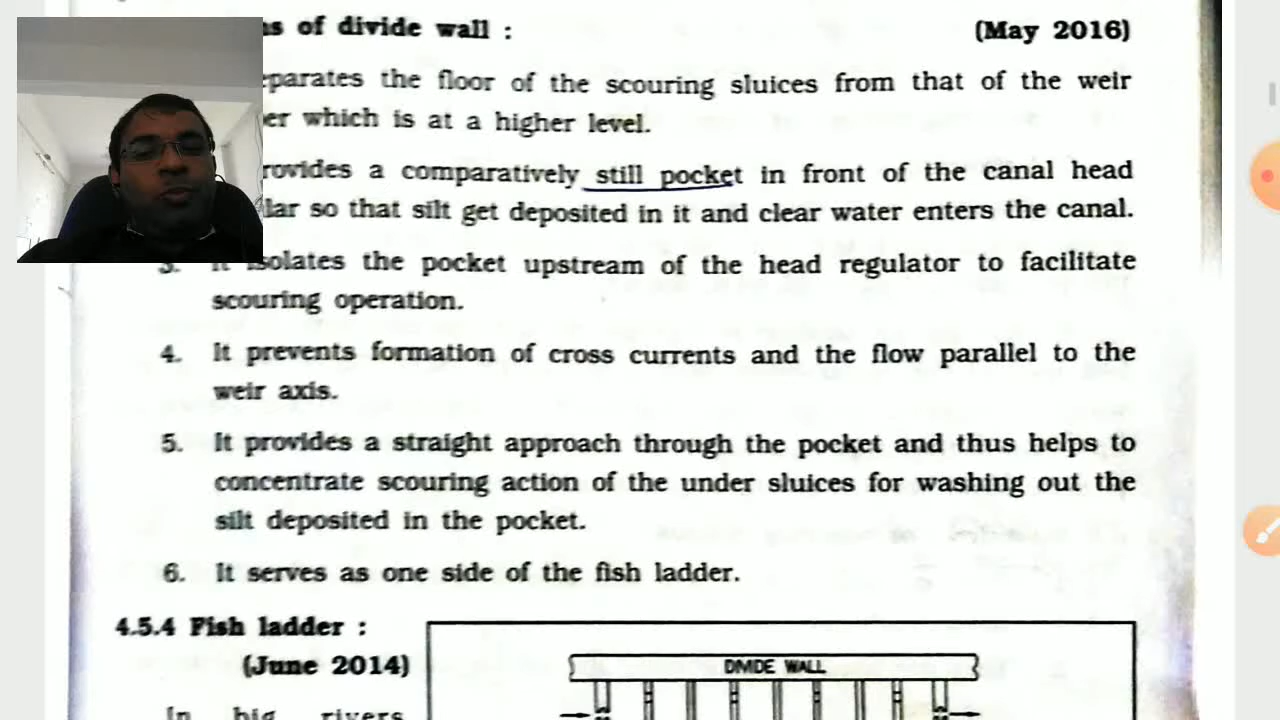 of divide wall :
(May 2016)
the floor of the scouring sluices from that of the weir
which is at a higher level.
a comparatively still pocket in front of the canal head
so that silt get deposited in it and clear water enters the canal.
3. It isolates the pocket upstream of the head regulator to facilitate
scouring operation.
4. It prevents formation of cross currents and the flow parallel to the
weir axis.
5. It provides a straight approach through the pocket and thus helps to
concentrate scouring action of the under sluices for washing out the
silt deposited in the pocket.
6. It serves as one side of the fish ladder.
4.5.4 Fish ladder :
(June 2014)
In big rivers
DIVIDE WALL